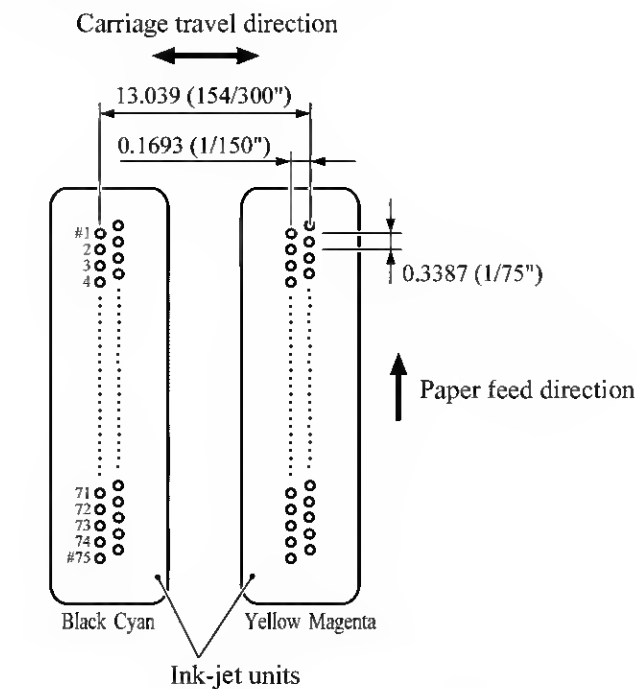 Carriage travel direction
13.039 (154/300")
0.1693 (1/150")
#1
2
3
4
0.3387 (1/75")
Paper feed direction
71
72
73
74
#75
Black Cyan
Yellow Magenta
Ink-jet units